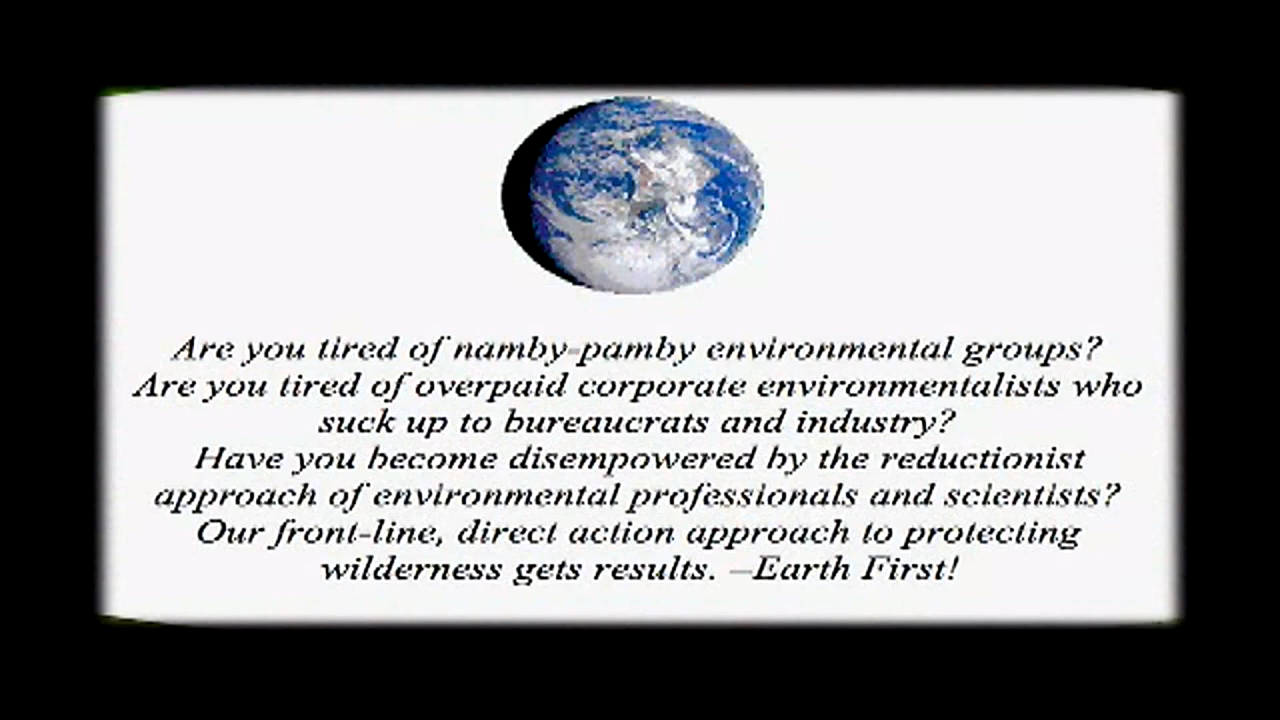 Are you tired of namby-pamby environmental groups?
Are you tired of overpaid corporate environmentalists who
suck up to bureaucrats and industry?
Have you become disempowered by the reductionist
approach of environmental professionals and scientists?
Our front-line, direct action approach to protecting
wilderness gets results. –Earth First!